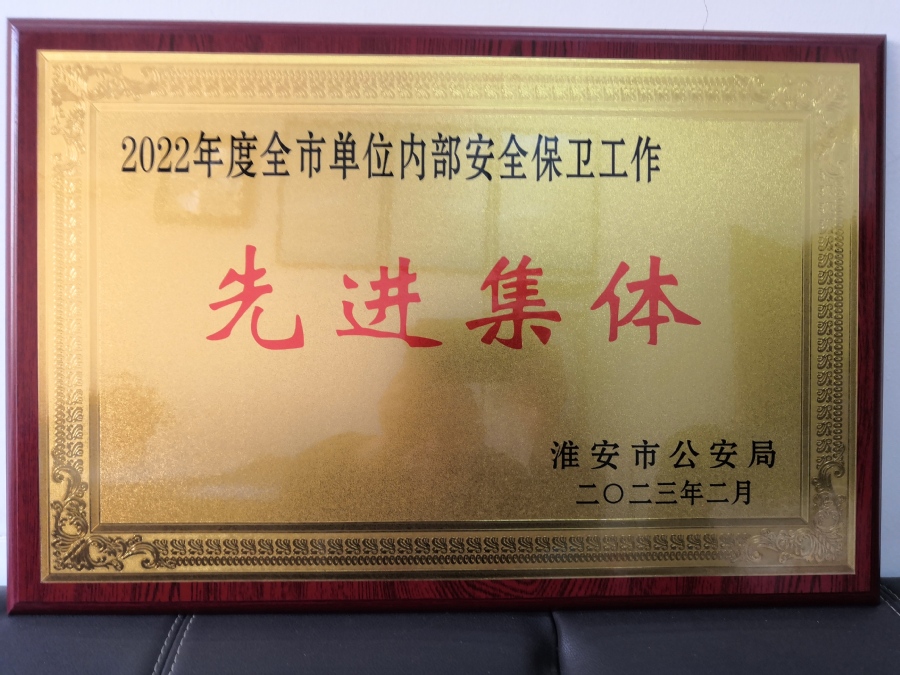 2022年度全市单位内部安全保卫工作
先进集体
淮安市公安局
二〇二三年二月